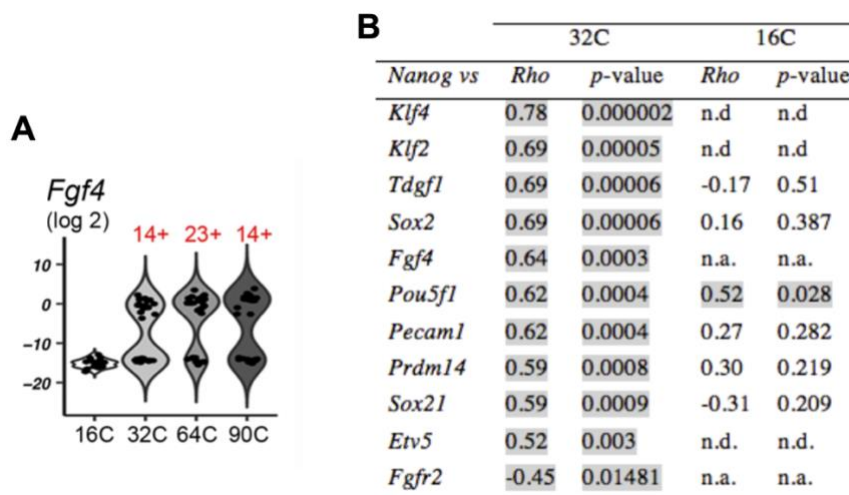 A
Fgf4
(log 2)
14+ 23+ 14+
10
0
-10
-20
16C 32C 64C 90C
B
32C 16C
Nanog vs Rho p-value Rho p-value
Klf4 0.78 0.000002 n.d n.d
Klf2 0.69 0.00005 n.d n.d
Tdgf1 0.69 0.00006 -0.17 0.51
Sox2 0.69 0.00006 0.16 0.387
Fgf4 0.64 0.0003 n.a. n.a.
Pou5f1 0.62 0.0004 0.52 0.028
Pecam1 0.62 0.0004 0.27 0.282
Prdm14 0.59 0.0008 0.30 0.219
Sox21 0.59 0.0009 -0.31 0.209
Etv5 0.52 0.003 n.d. n.d.
Fgfr2 -0.45 0.01481 n.a. n.a.